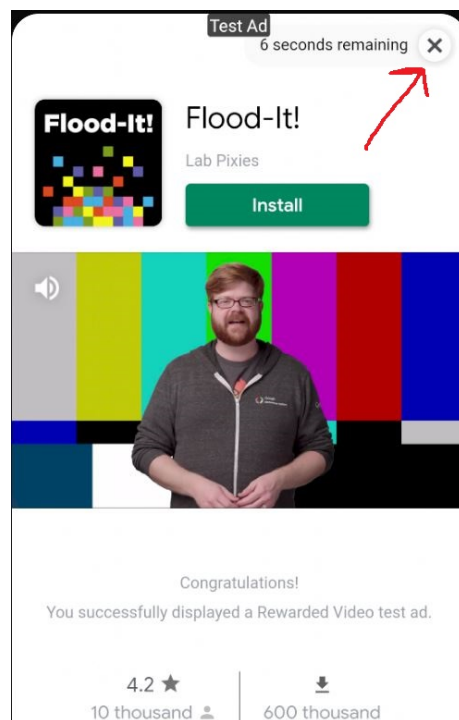 Test Ad
6 seconds remaining
Flood-It!
Flood-It!
Lab Pixies
Install
Congratulations!
You successfully displayed a Rewarded Video test ad.
4.2
10 thousand
600 thousand